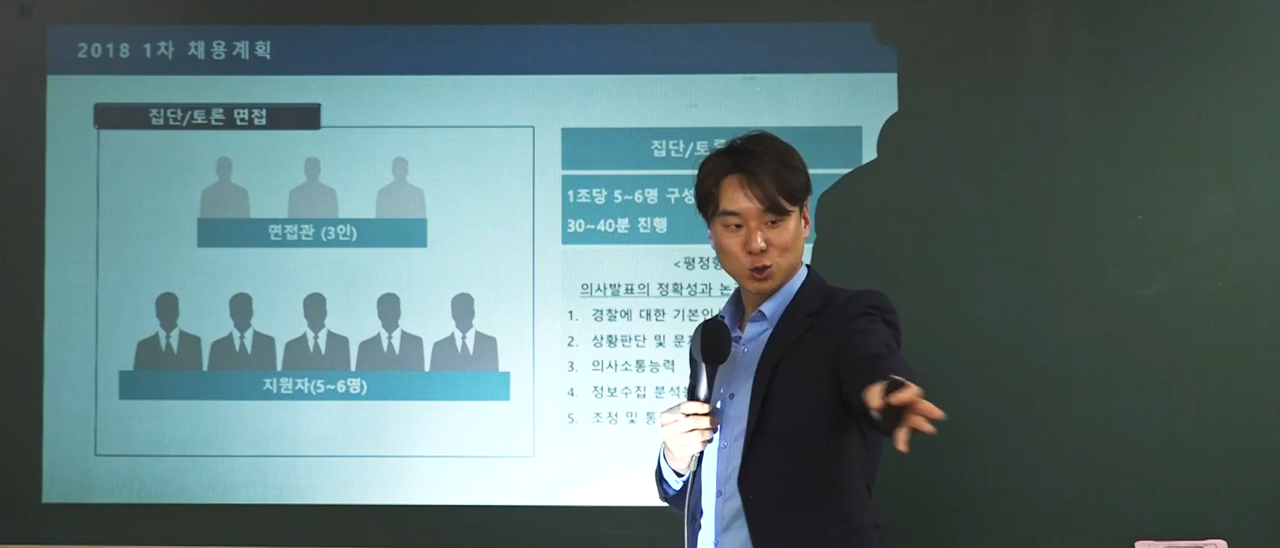 2018 1차 채용계획
집단/토론 면접
면접관 (3인)
지원자(5~6명)
집단/토론
1조당 5~6명 구성
30~40분 진행
<평정항
의사발표의 정확성과 논
1. 경찰에 대한 기본인
2. 상황판단 및 문제
3. 의사소통능력
4. 정보수집 분석
5. 조정 및 통